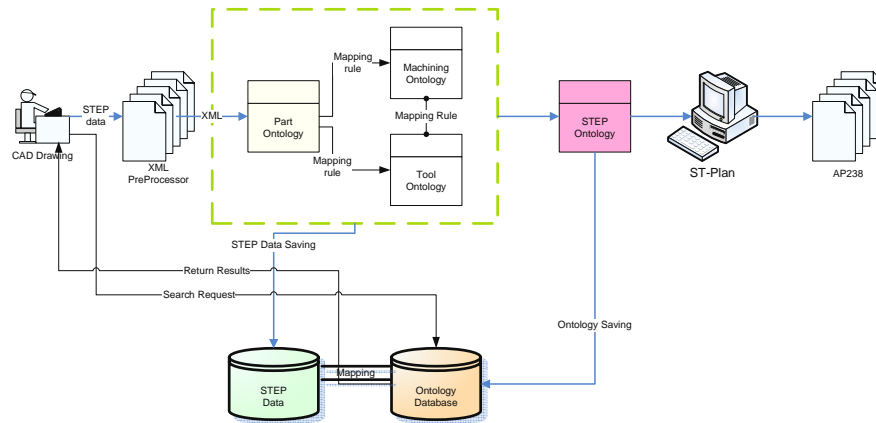 CAD Drawing
STEP
data
XML
PreProcessor
XML
Part
Ontology
Mapping
rule
Mapping
rule
Machining
Ontology
Mapping Rule
Tool
Ontology
STEP
Ontology
ST-Plan
AP238
STEP Data Saving
Return Results
Search Request
Ontology Saving
STEP
Data
Mapping
Ontology
Database